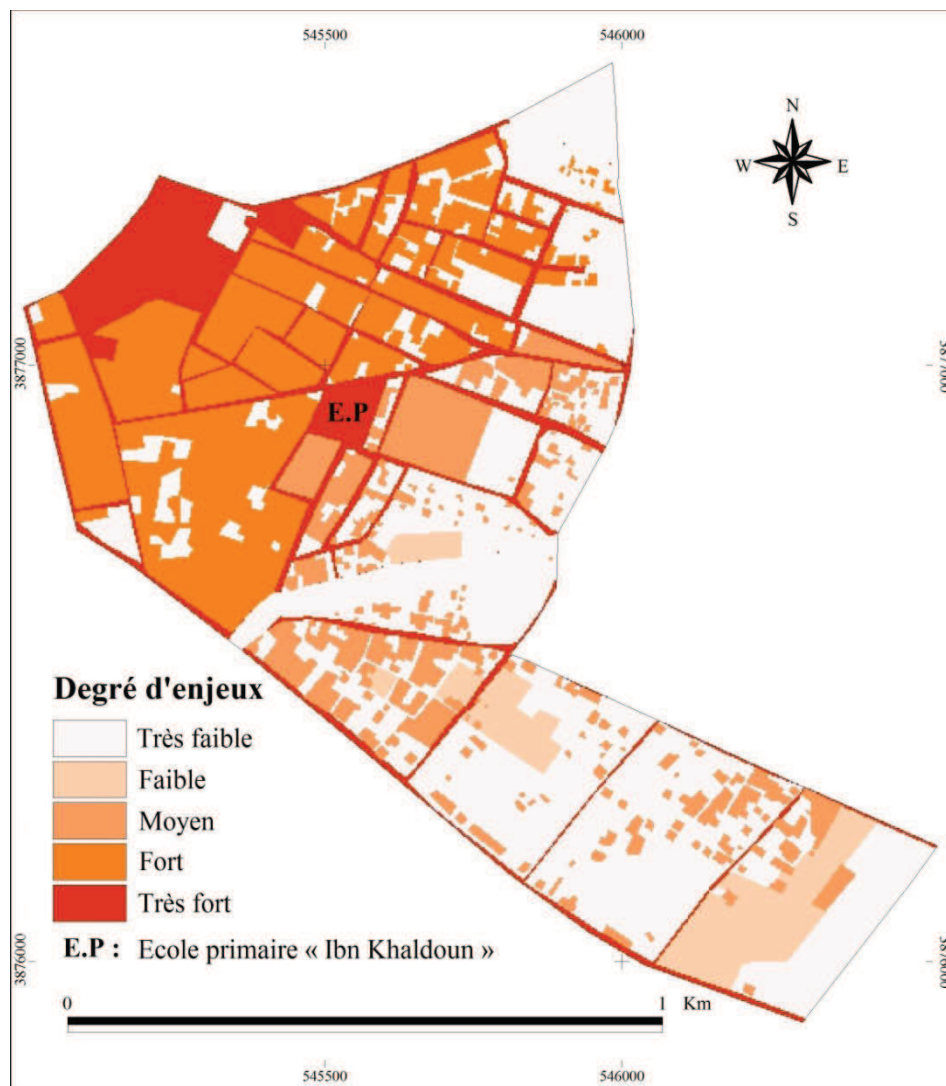 545500 546000
N
W E
S
3877000 3877000
E.P
Degré d'enjeux
Très faible
Faible
Moyen
Fort
Très fort
E.P : Ecole primaire « Ibn Khaldoun »
3876000 3876000
0 1 Km
545500 546000